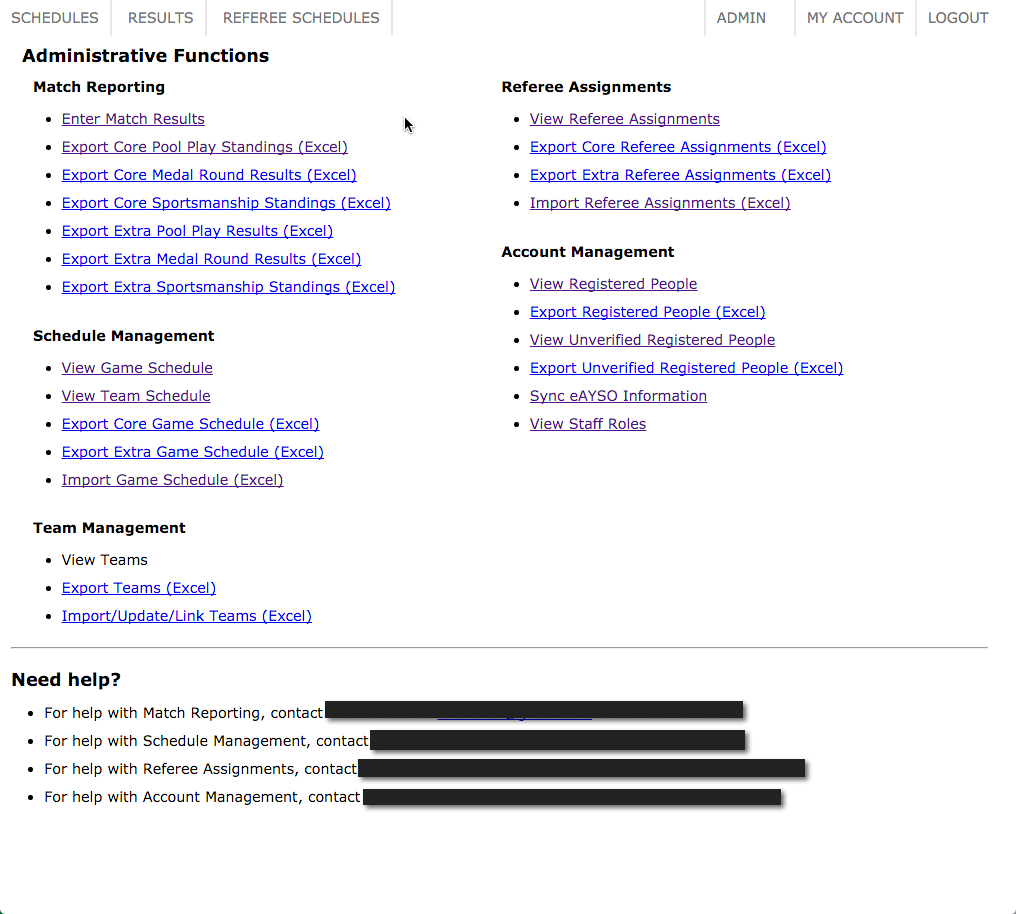 SCHEDULES RESULTS REFEREE SCHEDULES ADMIN MY ACCOUNT LOGOUT
Administrative Functions
Match Reporting
Enter Match Results
Export Core Pool Play Standings (Excel)
Export Core Medal Round Results (Excel)
Export Core Sportsmanship Standings (Excel)
Export Extra Pool Play Results (Excel)
Export Extra Medal Round Results (Excel)
Export Extra Sportsmanship Standings (Excel)
Schedule Management
View Game Schedule
View Team Schedule
Export Core Game Schedule (Excel)
Export Extra Game Schedule (Excel)
Import Game Schedule (Excel)
Team Management
View Teams
Export Teams (Excel)
Import/Update/Link Teams (Excel)
Referee Assignments
View Referee Assignments
Export Core Referee Assignments (Excel)
Export Extra Referee Assignments (Excel)
Import Referee Assignments (Excel)
Account Management
View Registered People
Export Registered People (Excel)
View Unverified Registered People
Export Unverified Registered People (Excel)
Sync eAYSO Information
View Staff Roles
Need help?
For help with Match Reporting, contact
For help with Schedule Management, contact
For help with Referee Assignments, contact
For help with Account Management, contact